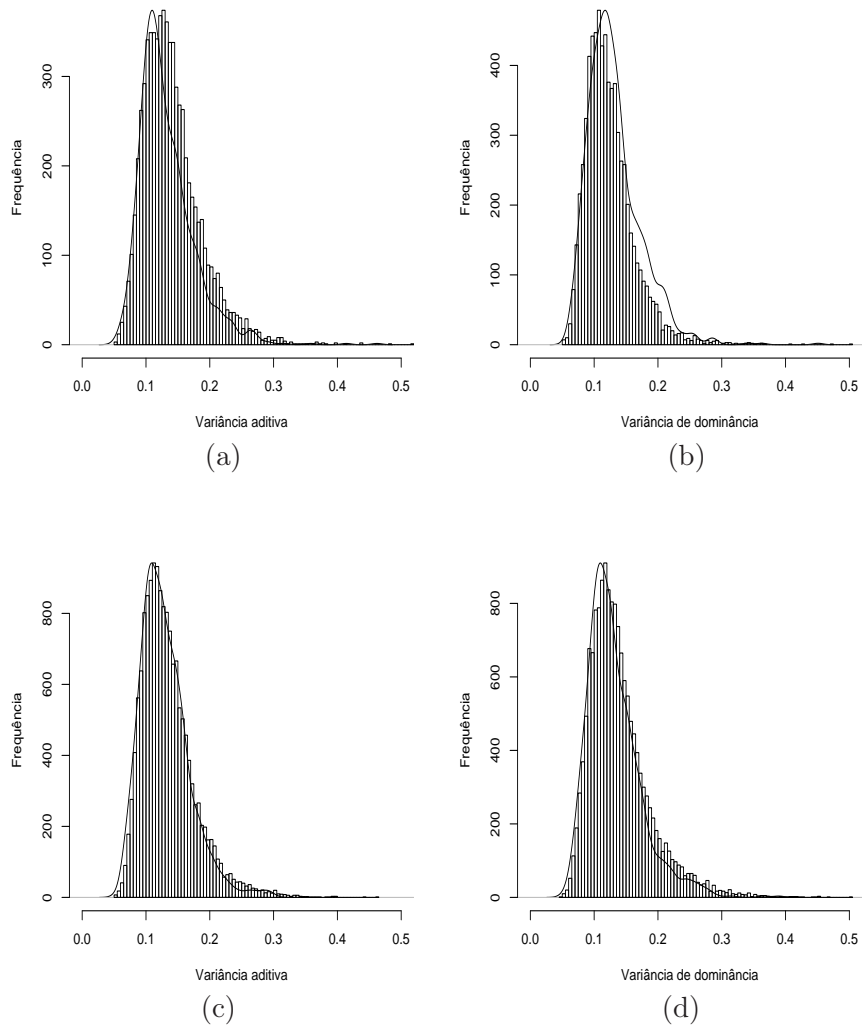 Frequência
0 100 200 300
0.0 0.1 0.2 0.3 0.4 0.5
Variância aditiva
(a)
Frequência
0 100 200 300 400
0.0 0.1 0.2 0.3 0.4 0.5
Variância de dominância
(b)
Frequência
0 200 400 600 800
0.0 0.1 0.2 0.3 0.4 0.5
Variância aditiva
(c)
Frequência
0 200 400 600 800
0.0 0.1 0.2 0.3 0.4 0.5
Variância de dominância
(d)